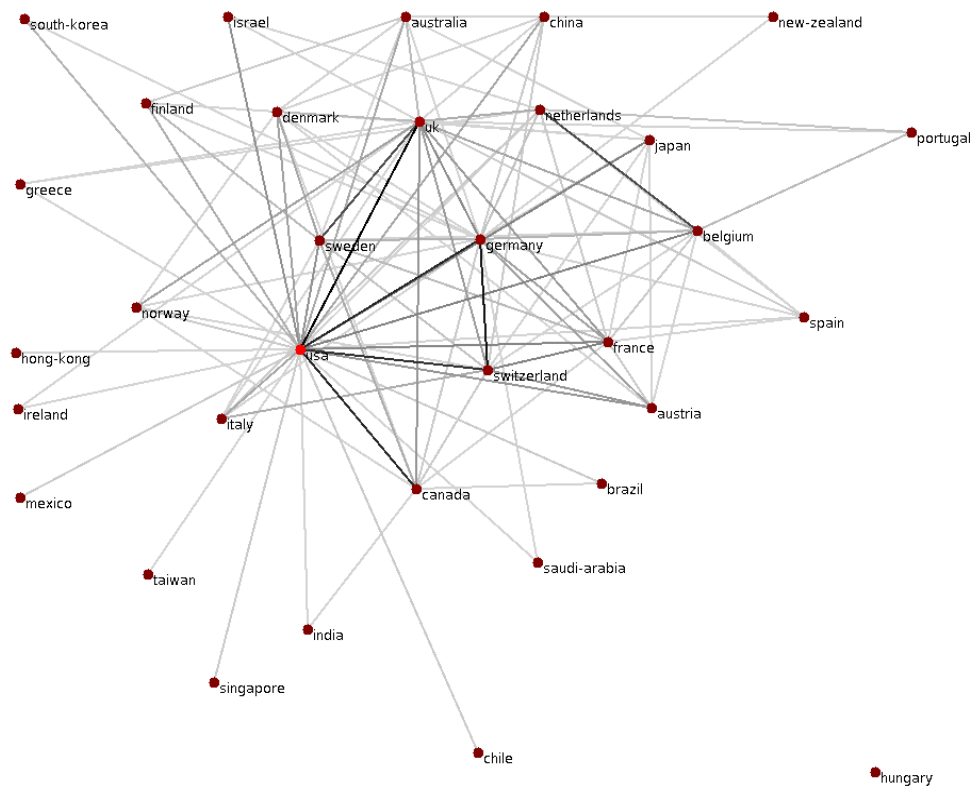 south-korea
israel
australia
china
new-zealand
finland
denmark
uk
netherlands
japan
portugal
greece
sweden
germany
belgium
norway
usa
spain
hong-kong
france
switzerland
ireland
italy
austria
mexico
canada
brazil
taiwan
saudi-arabia
india
singapore
chile
hungary